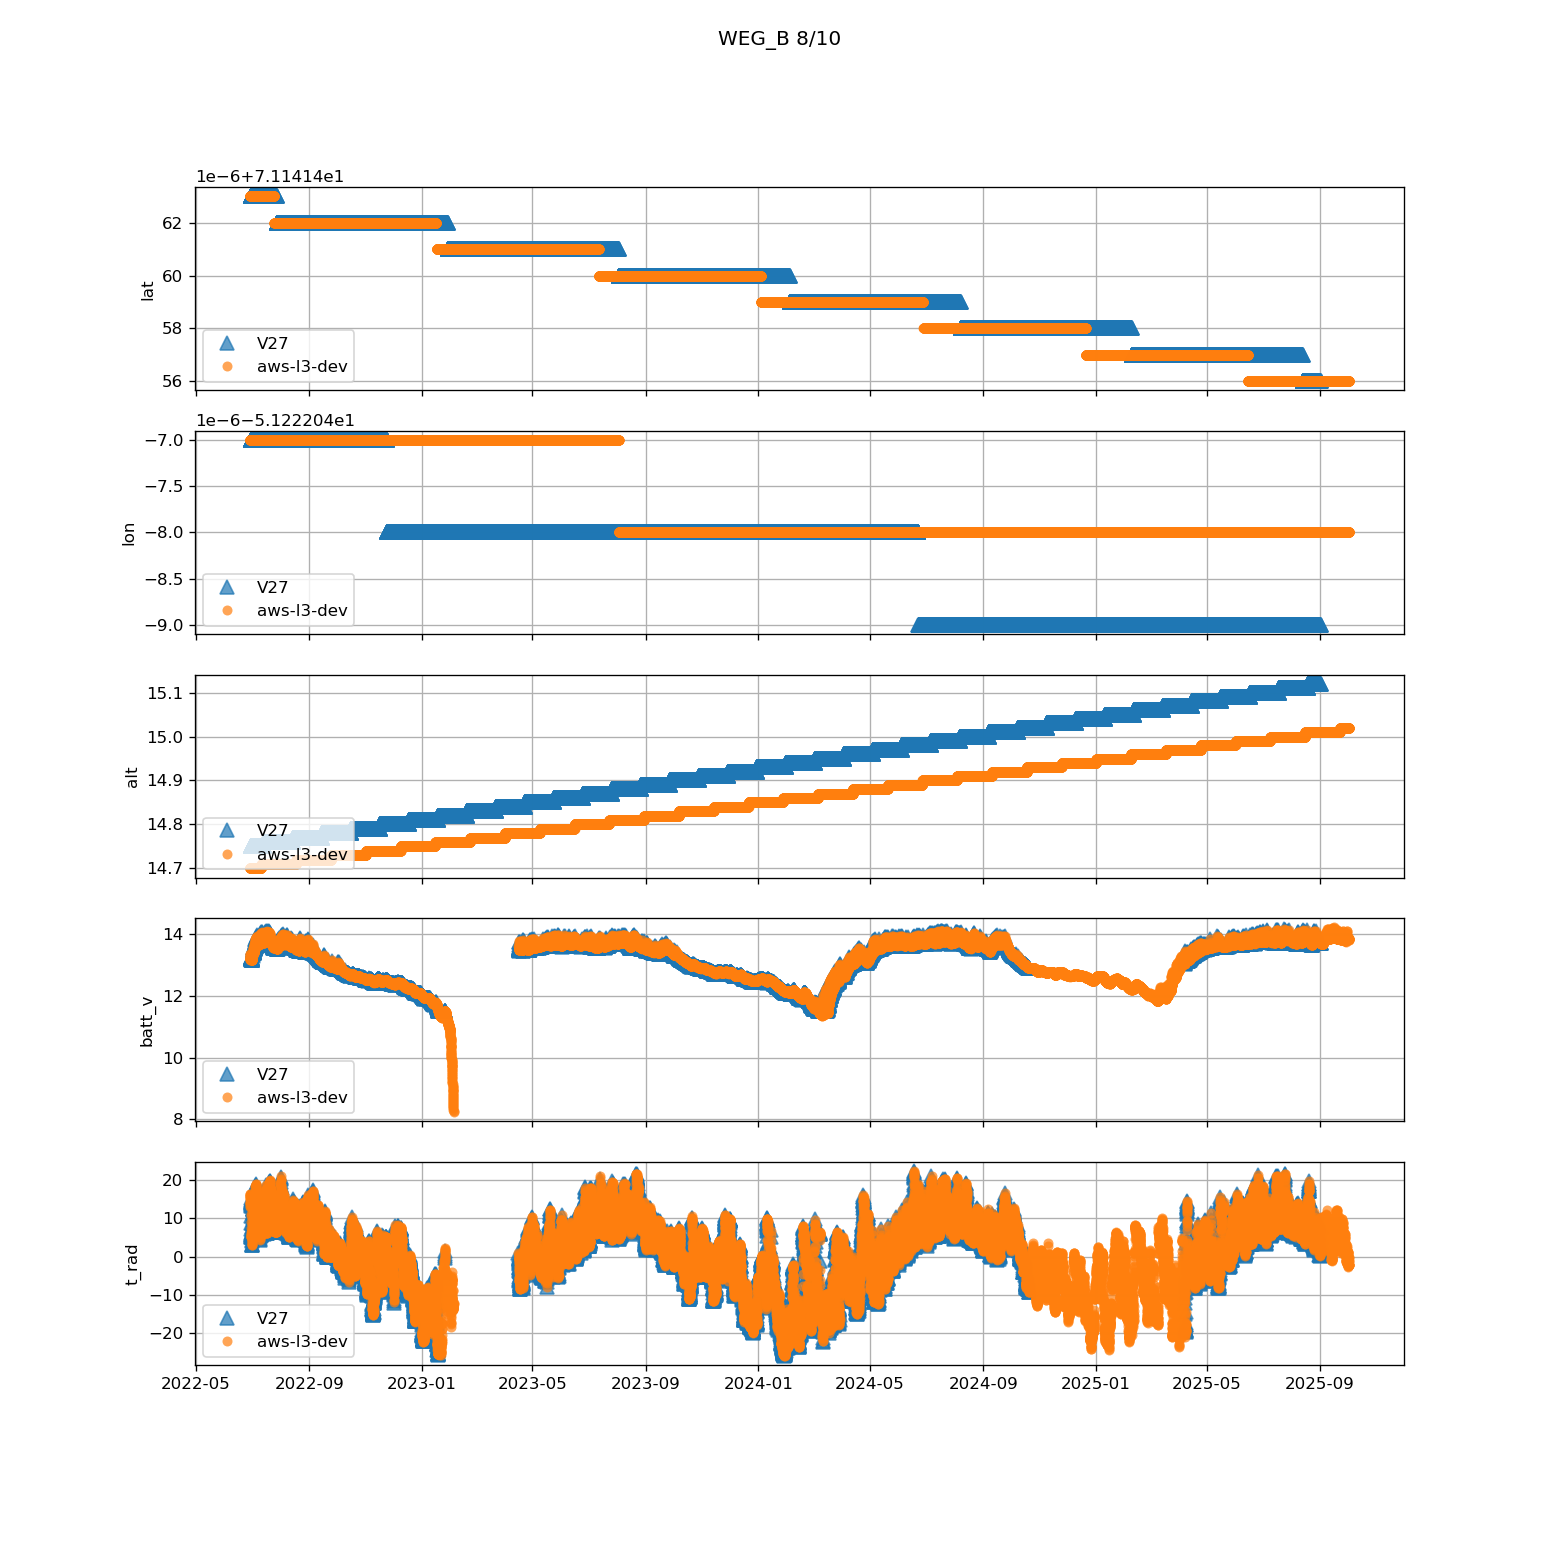 WEG_B 8/10
1e−6+7.11414e1
62
60
58
56
lat
V27
aws-l3-dev
1e−6−5.122204e1
−7.0
−7.5
−8.0
−8.5
−9.0
lon
V27
aws-l3-dev
15.1
15.0
14.9
14.8
14.7
alt
V27
aws-l3-dev
14
12
10
8
batt_v
V27
aws-l3-dev
20
10
0
−10
−20
t_rad
V27
aws-l3-dev
2022-05 2022-09 2023-01 2023-05 2023-09 2024-01 2024-05 2024-09 2025-01 2025-05 2025-09